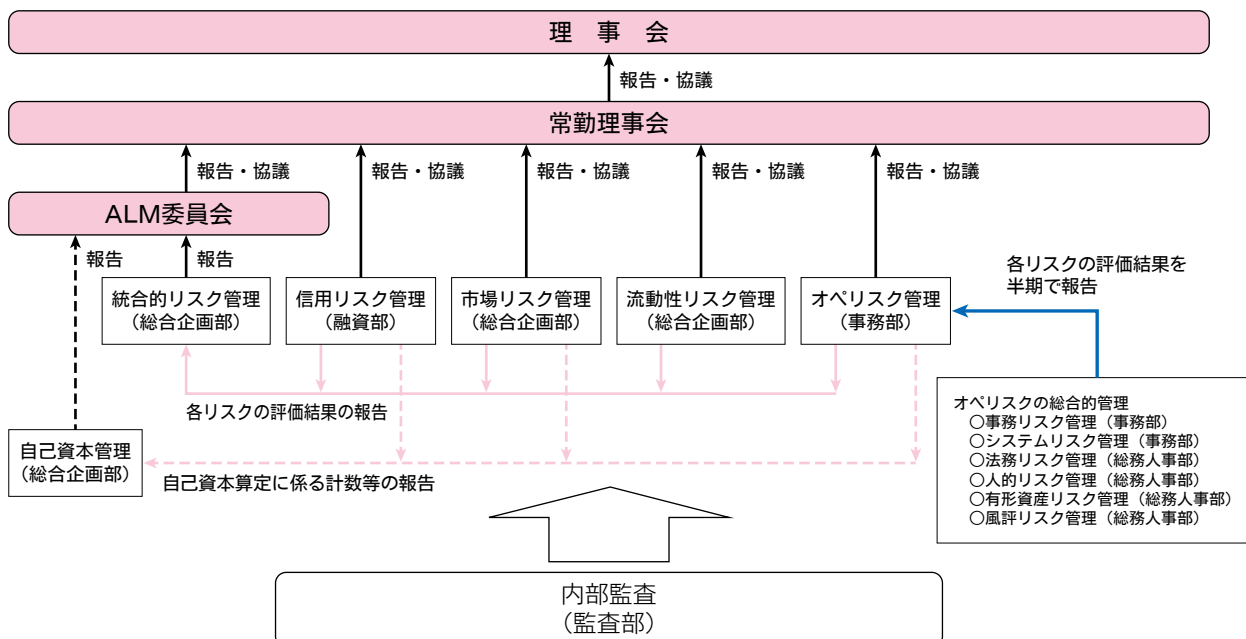 理　事　会
報告・協議
常勤理事会
報告・協議
報告・協議
報告・協議
報告・協議
報告・協議
ALM委員会
報告
報告
各リスクの評価結果を
半期で報告
統合的リスク管理
（総合企画部）
信用リスク管理
（融資部）
市場リスク管理
（総合企画部）
流動性リスク管理
（総合企画部）
オペリスク管理
（事務部）
各リスクの評価結果の報告
自己資本管理
（総合企画部）
自己資本算定に係る計数等の報告
オペリスクの総合的管理
○事務リスク管理（事務部）
○システムリスク管理（事務部）
○法務リスク管理（総務人事部）
○人的リスク管理（総務人事部）
○有形資産リスク管理（総務人事部）
○風評リスク管理（総務人事部）
内部監査
（監査部）